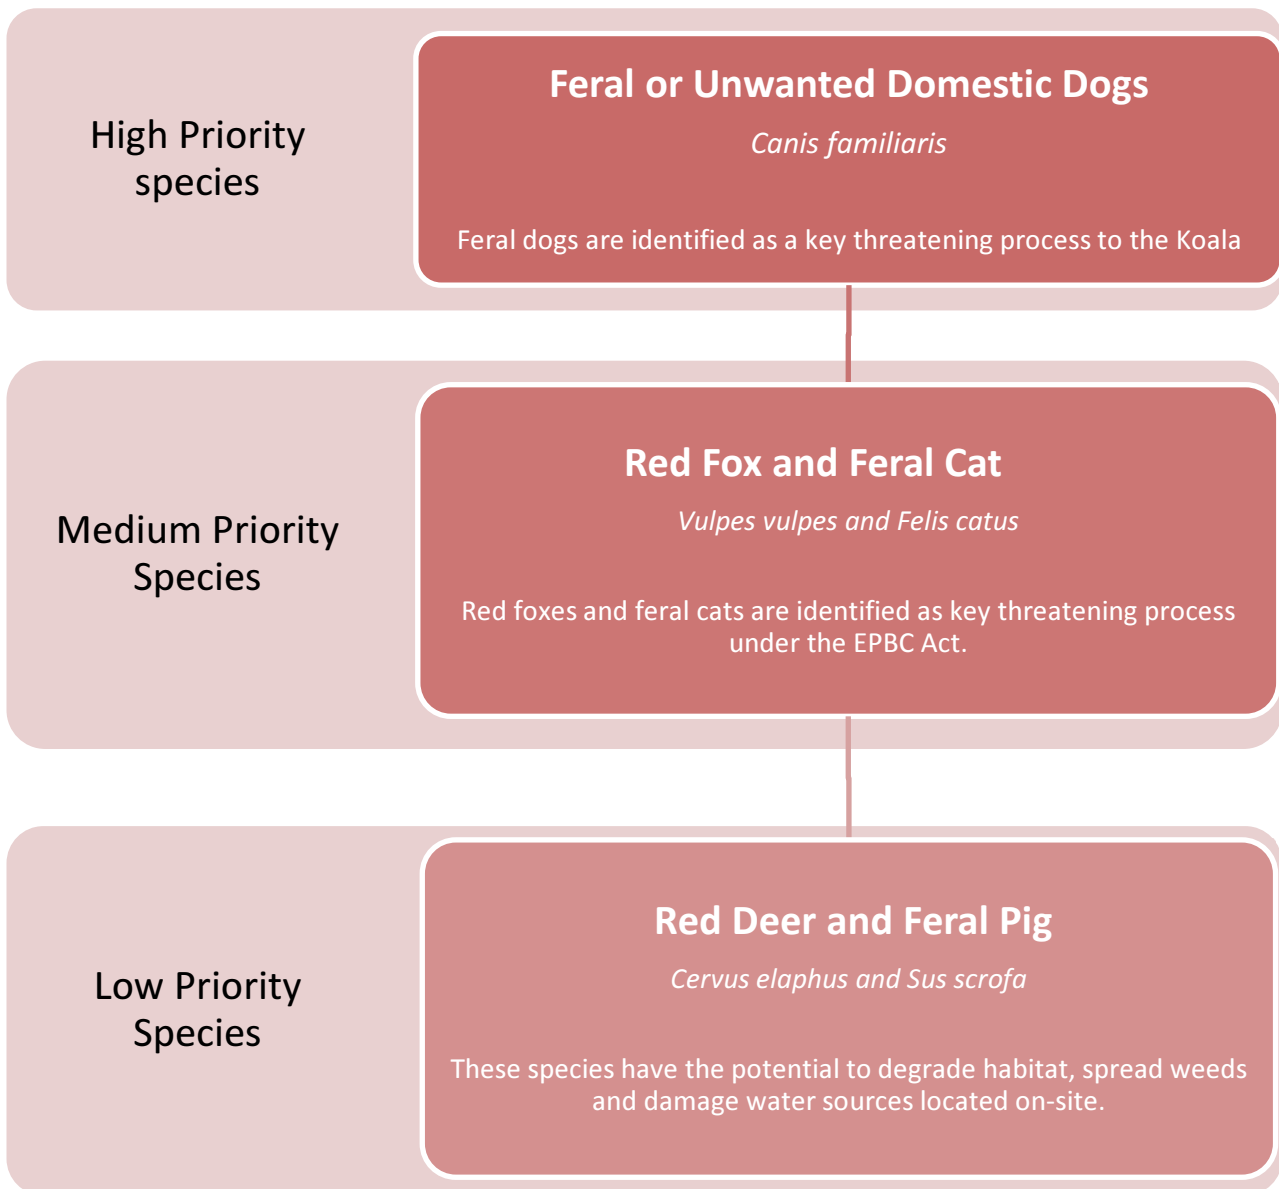 High Priority
species
Feral or Unwanted Domestic Dogs
Canis familiaris
Feral dogs are identified as a key threatening process to the Koala
Medium Priority
Species
Red Fox and Feral Cat
Vulpes vulpes and Felis catus
Red foxes and feral cats are identified as key threatening process
under the EPBC Act.
Low Priority
Species
Red Deer and Feral Pig
Cervus elaphus and Sus scrofa
These species have the potential to degrade habitat, spread weeds
and damage water sources located on-site.